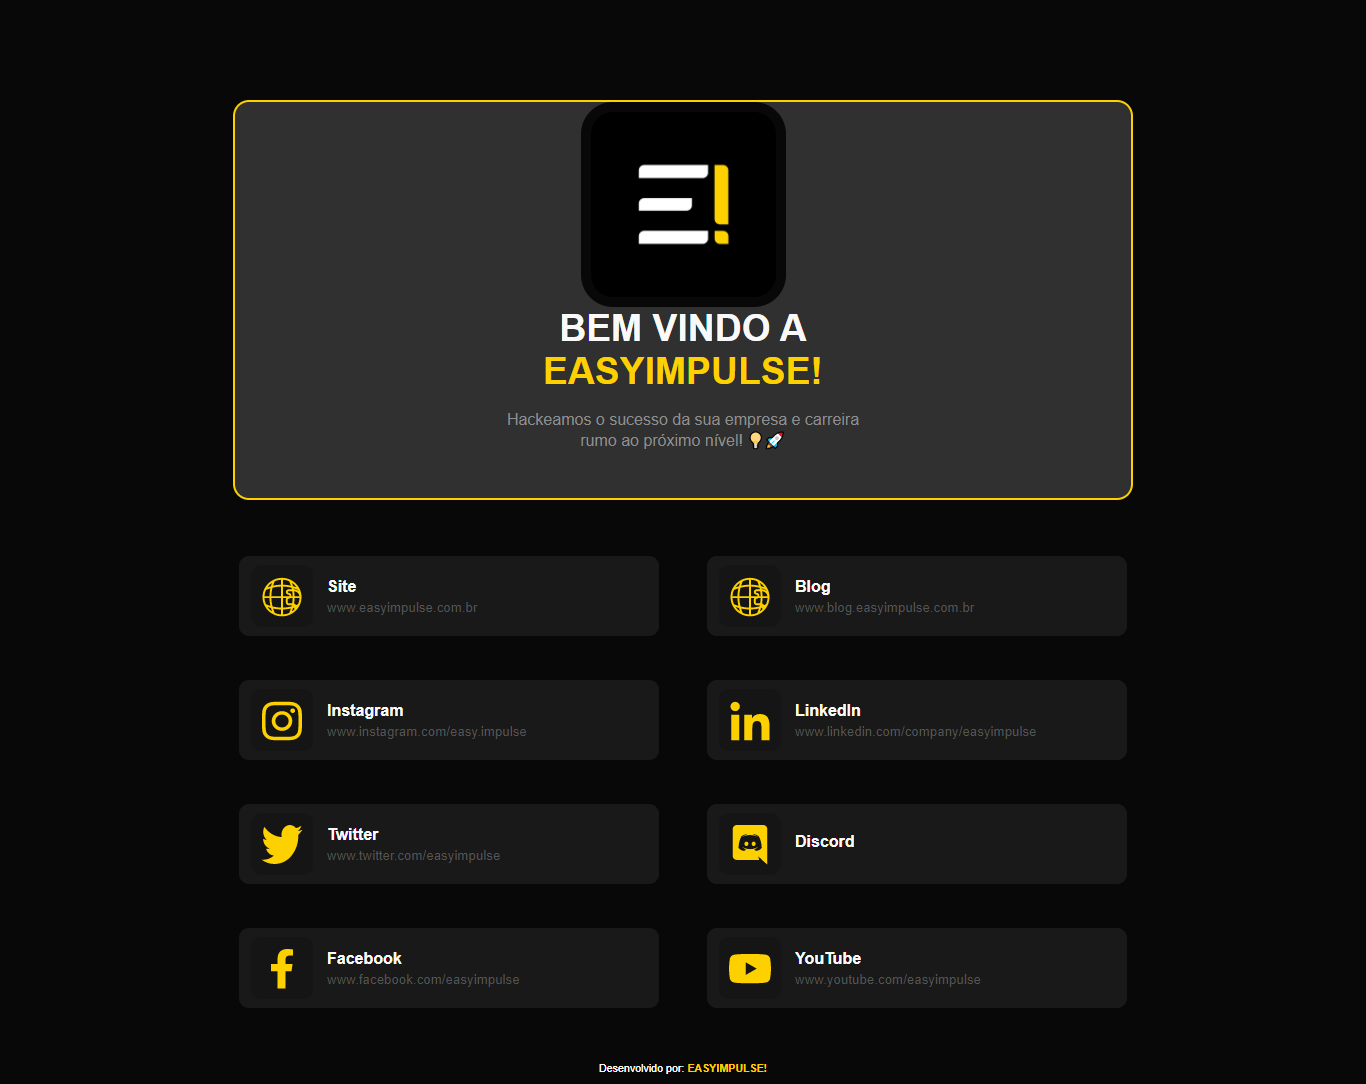 BEM VINDO A
EASYIMPULSE!
Hackeamos o sucesso da sua empresa e carreira
rumo ao próximo nível! 💡🚀
Site
www.easyimpulse.com.br
Blog
www.blog.easyimpulse.com.br
Instagram
www.instagram.com/easy.impulse
LinkedIn
www.linkedin.com/company/easyimpulse
Twitter
www.twitter.com/easyimpulse
Discord
Facebook
www.facebook.com/easyimpulse
YouTube
www.youtube.com/easyimpulse
Desenvolvido por: EASYIMPULSE!